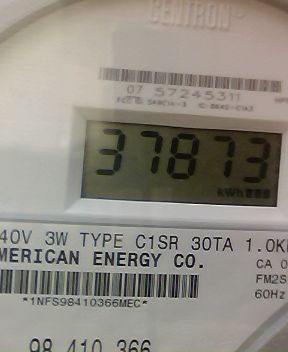 CENTRON
07 57245311
37873
kWh
40V 3W TYPE C1SR 30TA 1.0K
MERICAN ENERGY CO.
CA 0
FM2S
60Hz
*1NFS98410366MEC*
98 410 366